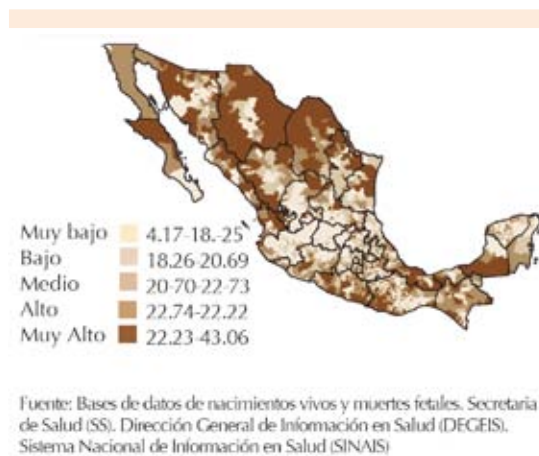 Muy bajo 4.17-18.-25
Bajo 18.26-20.69
Medio 20-70-22-73
Alto 22.74-22.22
Muy Alto 22.23-43.06
Fuente: Bases de datos de nacimientos vivos y muertes fetales. Secretaria
de Salud (SS). Dirección General de Información en Salud (DEGEIS).
Sistema Nacional de Información en Salud (SINAIS)